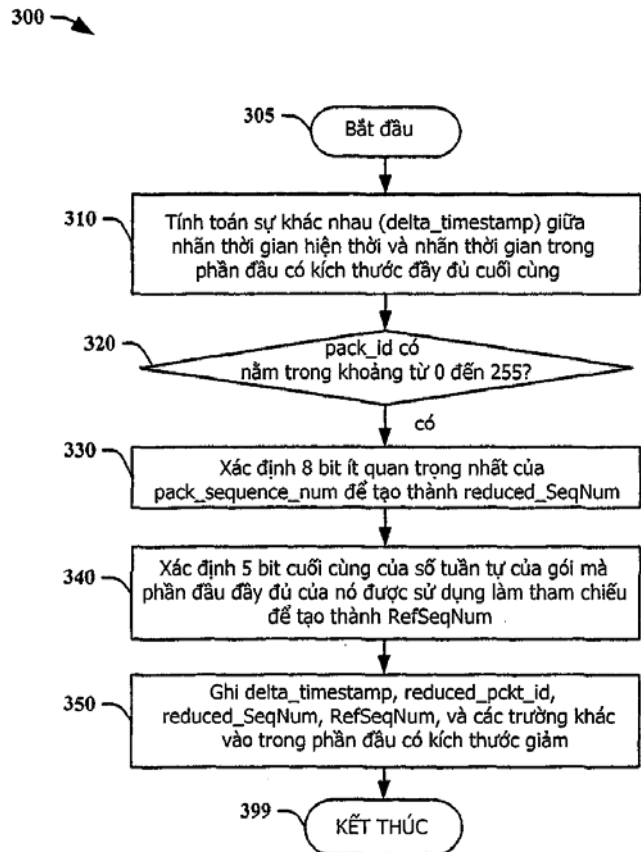 300
305
Bắt đầu
310
Tính toán sự khác nhau (delta_timestamp) giữa
nhãn thời gian hiện thời và nhãn thời gian trong
phần đầu có kích thước đầy đủ cuối cùng
320
pack_id có
nằm trong khoảng từ 0 đến 255?
có
330
Xác định 8 bit ít quan trọng nhất của
pack_sequence_num để tạo thành reduced_SeqNum
340
Xác định 5 bit cuối cùng của số tuần tự của gói mà
phần đầu đầy đủ của nó được sử dụng làm tham chiếu
để tạo thành RefSeqNum
350
Ghi delta_timestamp, reduced_pckt_id,
reduced_SeqNum, RefSeqNum, và các trường khác
vào trong phần đầu có kích thước giảm
399
KẾT THÚC